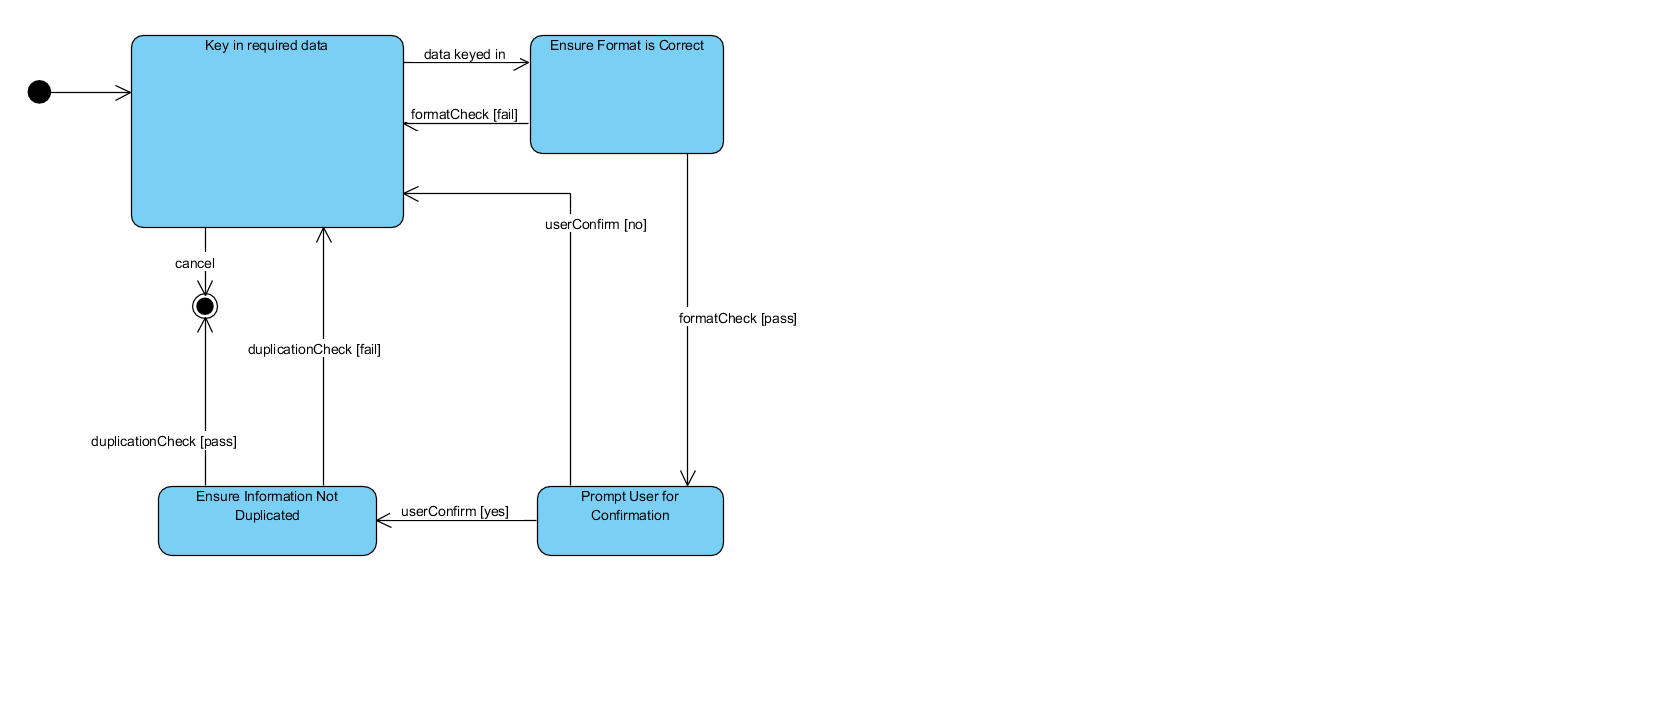 Key in required data
Ensure Format is Correct
data keyed in
formatCheck [fail]
userConfirm [no]
cancel
formatCheck [pass]
duplicationCheck [fail]
duplicationCheck [pass]
Ensure Information Not
Duplicated
userConfirm [yes]
Prompt User for
Confirmation